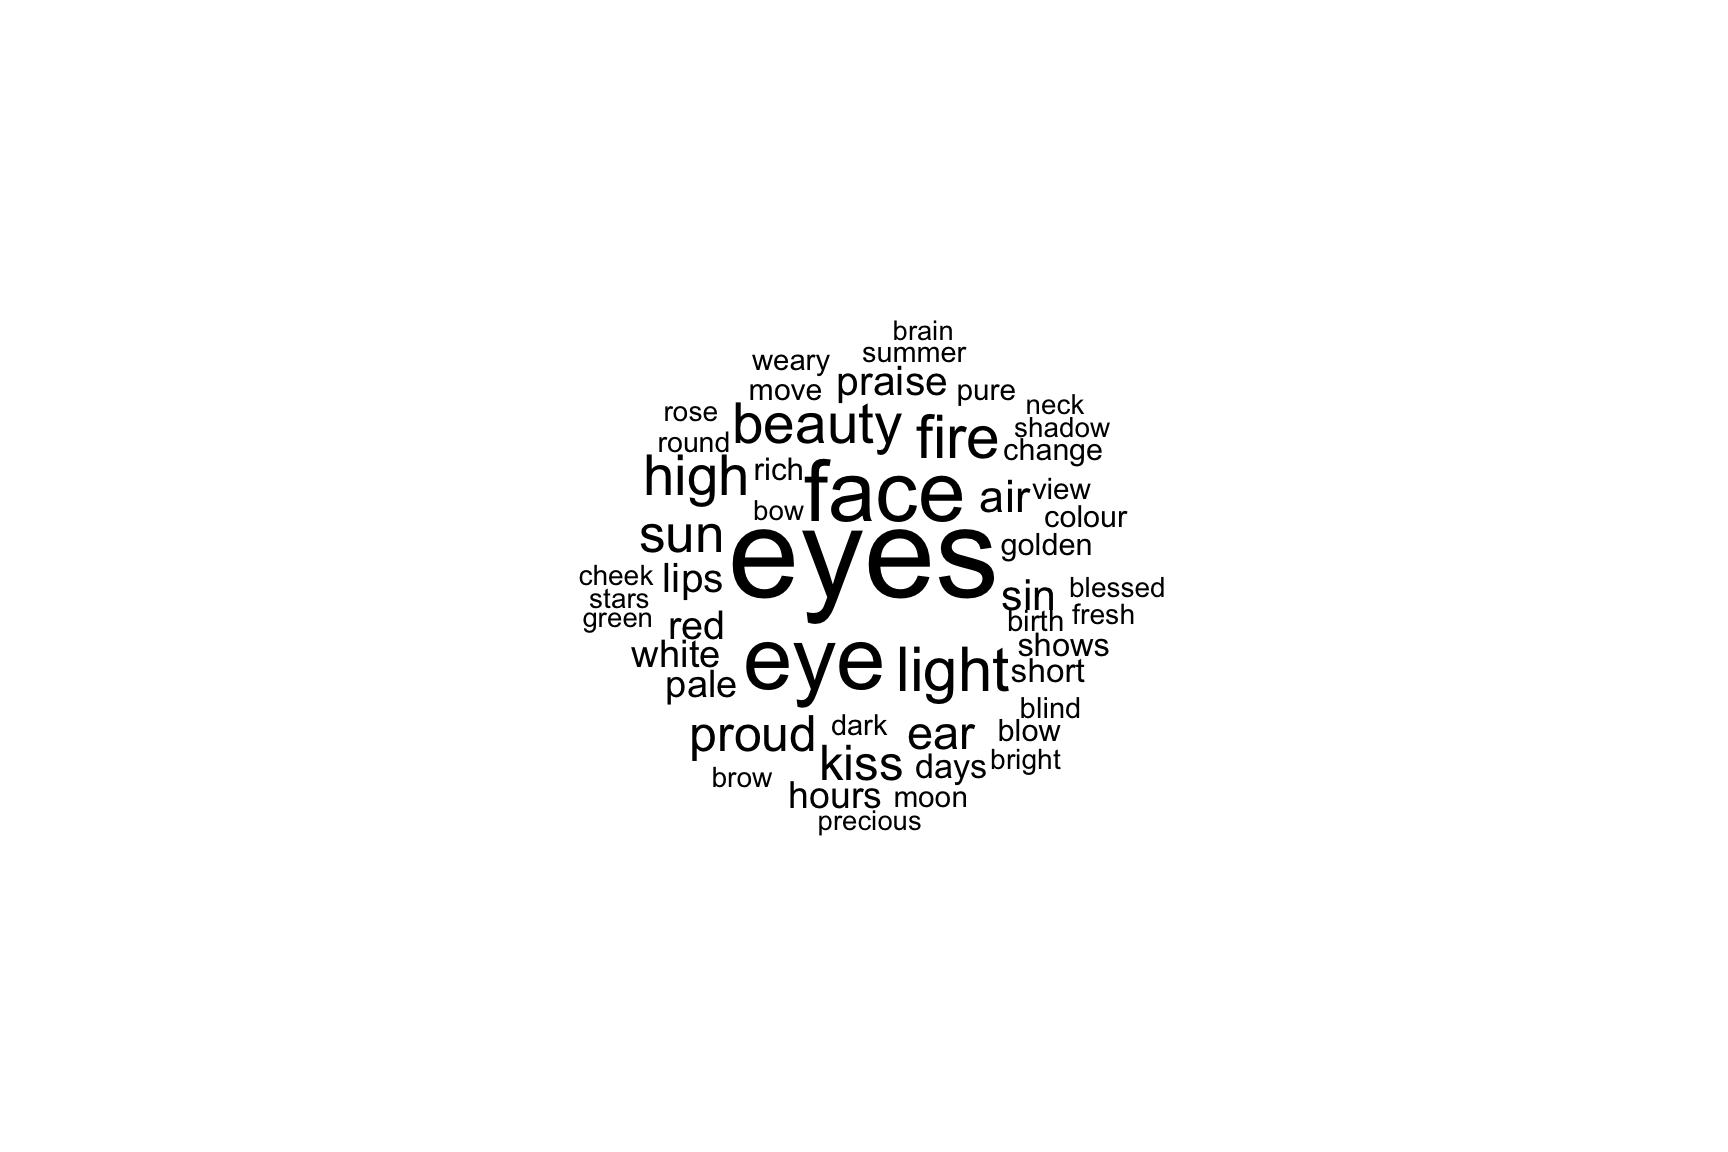 brain
weary summer
move praise pure
rose beauty fire neck
round shadow
high rich face change
bow air view
sun eyes colour
golden
cheek lips sin blessed
stars birth fresh
green red
white eye light shows
pale short
blind
proud dark ear blow
kiss days bright
brow hours moon
precious